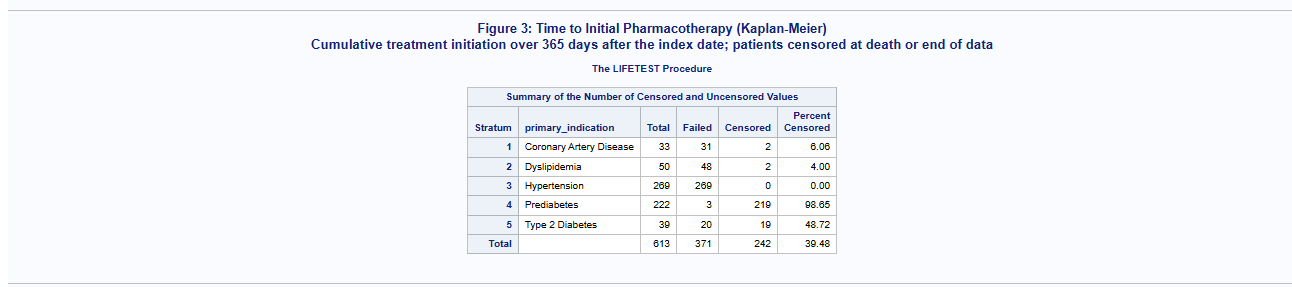 Figure 3: Time to Initial Pharmacotherapy (Kaplan-Meier)
Cumulative treatment initiation over 365 days after the index date; patients censored at death or end of data
The LIFETEST Procedure
Summary of the Number of Censored and Uncensored Values
Stratum primary_indication Total Failed Censored Percent Censored
1 Coronary Artery Disease 33 31 2 6.06
2 Dyslipidemia 50 48 2 4.00
3 Hypertension 269 269 0 0.00
4 Prediabetes 222 3 219 98.65
5 Type 2 Diabetes 39 20 19 48.72
Total 613 371 242 39.48